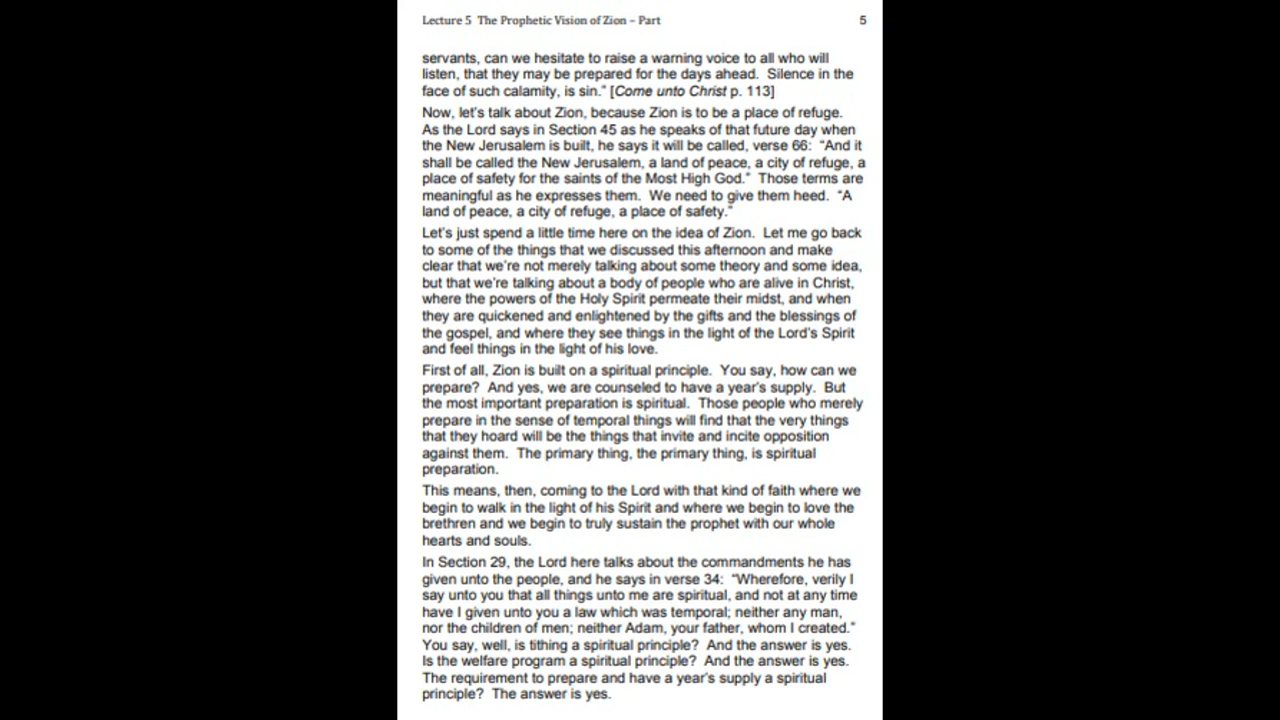 Lecture 5  The Prophetic Vision of Zion – Part 5
servants, can we hesitate to raise a warning voice to all who will
listen, that they may be prepared for the days ahead.  Silence in the
face of such calamity, is sin.” [Come unto Christ p. 113]
Now, let’s talk about Zion, because Zion is to be a place of refuge.
As the Lord says in Section 45 as he speaks of that future day when
the New Jerusalem is built, he says it will be called, verse 66:  “And it
shall be called the New Jerusalem, a land of peace, a city of refuge, a
place of safety for the saints of the Most High God.”  Those terms are
meaningful as he expresses them.  We need to give them heed.  “A
land of peace, a city of refuge, a place of safety.”
Let’s just spend a little time here on the idea of Zion.  Let me go back
to some of the things that we discussed this afternoon and make
clear that we’re not merely talking about some theory and some idea,
but that we’re talking about a body of people who are alive in Christ,
where the powers of the Holy Spirit permeate their midst, and when
they are quickened and enlightened by the gifts and the blessings of
the gospel, and where they see things in the light of the Lord’s Spirit
and feel things in the light of his love.
First of all, Zion is built on a spiritual principle.  You say, how can we
prepare?  And yes, we are counseled to have a year’s supply.  But
the most important preparation is spiritual.  Those people who merely
prepare in the sense of temporal things will find that the very things
that they hoard will be the things that invite and incite opposition
against them.  The primary thing, the primary thing, is spiritual
preparation.
This means, then, coming to the Lord with that kind of faith where we
begin to walk in the light of his Spirit and where we begin to love the
brethren and we begin to truly sustain the prophet with our whole
hearts and souls.
In Section 29, the Lord here talks about the commandments he has
given unto the people, and he says in verse 34:  “Wherefore, verily I
say unto you that all things unto me are spiritual, and not at any time
have I given unto you a law which was temporal; neither any man,
nor the children of men; neither Adam, your father, whom I created.”
You say, well, is tithing a spiritual principle?  And the answer is yes.
Is the welfare program a spiritual principle?  And the answer is yes.
The requirement to prepare and have a year’s supply a spiritual
principle?  The answer is yes.